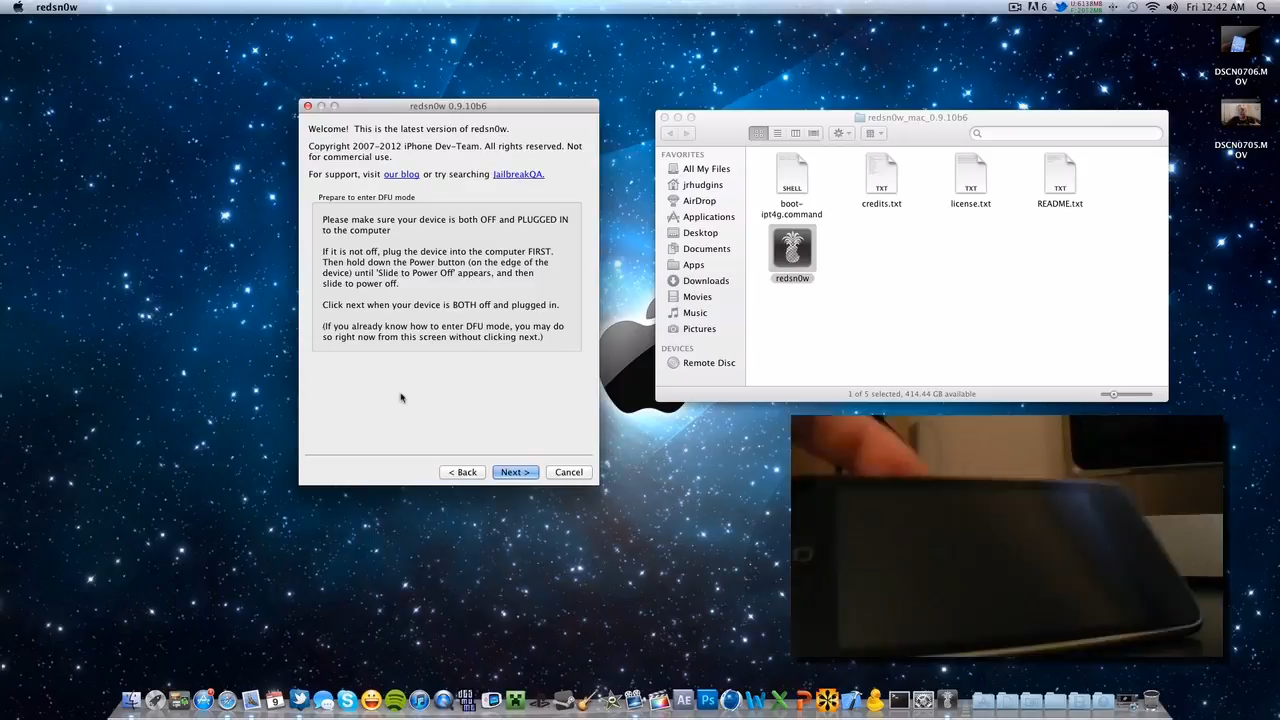 redsn0w
6
U:6138MB
F:2052MB
Fri 12:42 AM
DSCN0706.M
OV
DSCN0705.M
OV
redsn0w 0.9.10b6
Welcome! This is the latest version of redsn0w.
Copyright 2007-2012 iPhone Dev-Team. All rights reserved. Not
for commercial use.
For support, visit our blog or try searching JailbreakQA.
Prepare to enter DFU mode
Please make sure your device is both OFF and PLUGGED IN
to the computer
If it is not off, plug the device into the computer FIRST.
Then hold down the Power button (on the edge of the
device) until 'Slide to Power Off' appears, and then
slide to power off.
Click next when your device is BOTH off and plugged in.
(If you already know how to enter DFU mode, you may do
so right now from this screen without clicking next.)
< Back
Next >
Cancel
redsn0w_mac_0.9.10b6
FAVORITES
All My Files
jrhudgins
AirDrop
Applications
Desktop
Documents
Apps
Downloads
Movies
Music
Pictures
DEVICES
Remote Disc
SHELL
boot-
ipt4g.command
TXT
credits.txt
TXT
license.txt
TXT
README.txt
redsn0w
1 of 5 selected, 414.44 GB available
9
AE
Ps